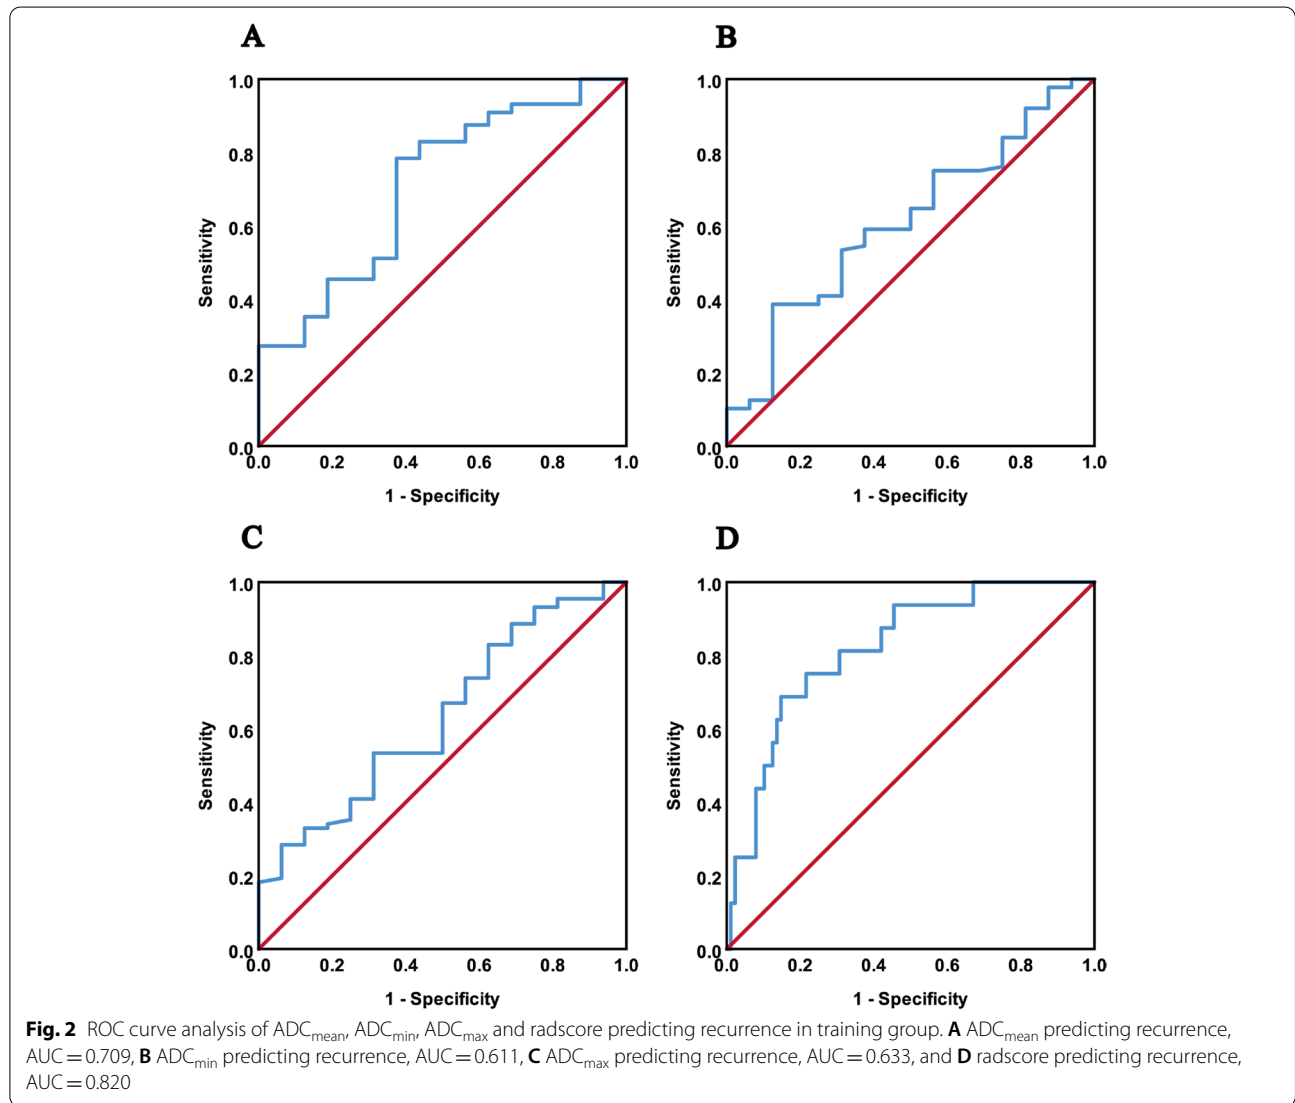 A
B
1.0
0.8
0.6
0.4
0.2
0.0
Sensitivity
0.0 0.2 0.4 0.6 0.8 1.0
1 - Specificity
1.0
0.8
0.6
0.4
0.2
0.0
Sensitivity
0.0 0.2 0.4 0.6 0.8 1.0
1 - Specificity
C
D
1.0
0.8
0.6
0.4
0.2
0.0
Sensitivity
0.0 0.2 0.4 0.6 0.8 1.0
1 - Specificity
1.0
0.8
0.6
0.4
0.2
0.0
Sensitivity
0.0 0.2 0.4 0.6 0.8 1.0
1 - Specificity
Fig. 2 ROC curve analysis of ADCmean, ADCmin, ADCmax and radscore predicting recurrence in training group. A ADCmean predicting recurrence,
AUC = 0.709, B ADCmin predicting recurrence, AUC = 0.611, C ADCmax predicting recurrence, AUC = 0.633, and D radscore predicting recurrence,
AUC = 0.820